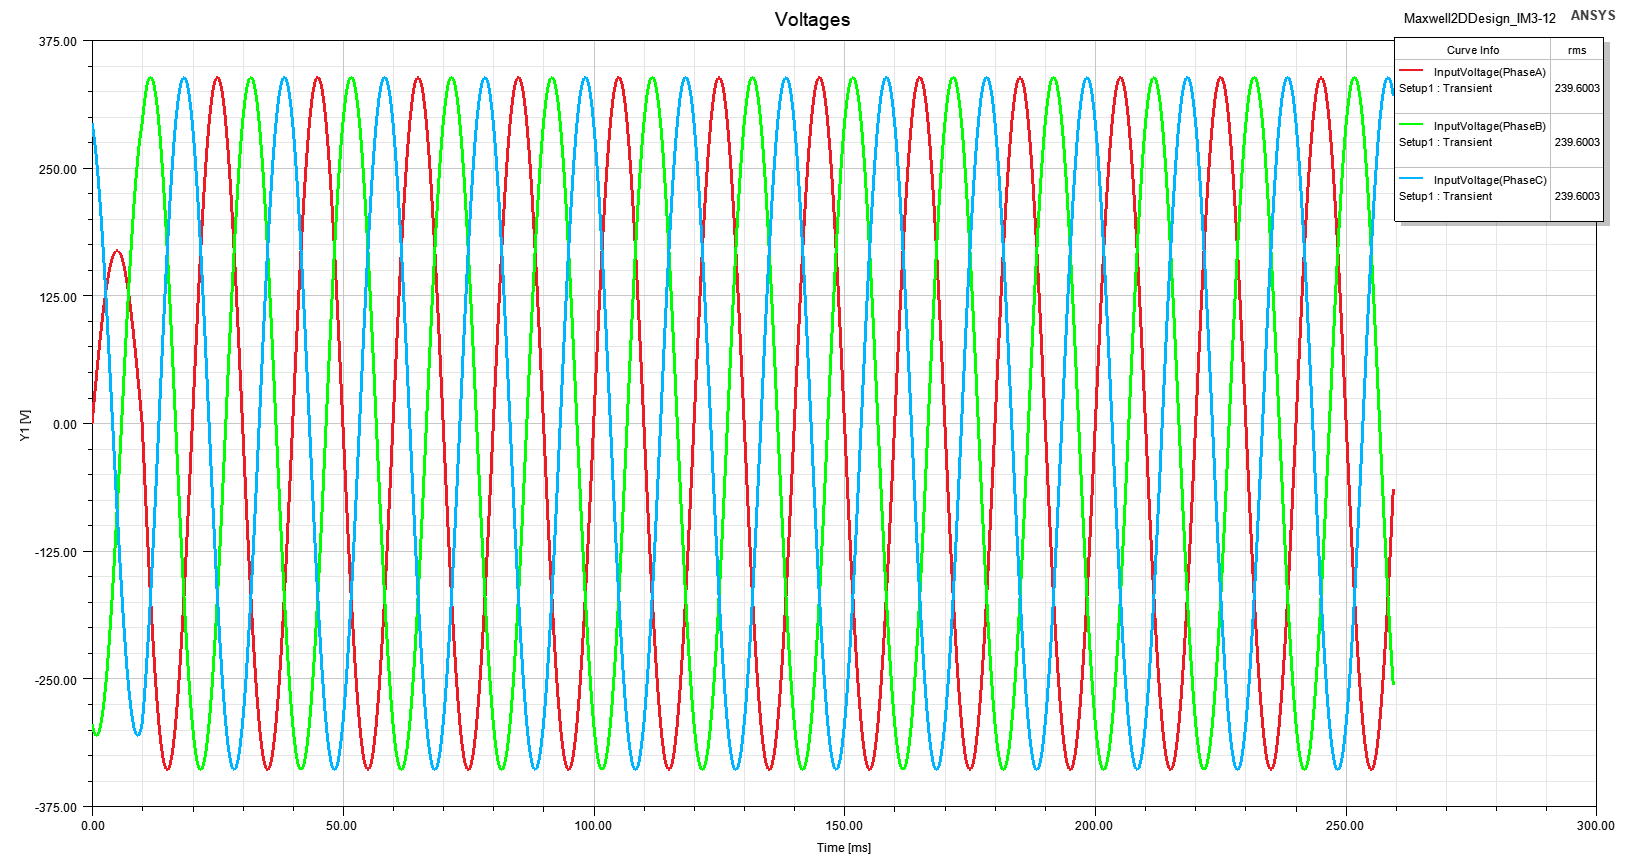 Voltages
Maxwell2DDesign_IM3-12 ANSYS
Curve Info rms
InputVoltage(PhaseA)
Setup1 : Transient 239.6003
InputVoltage(PhaseB)
Setup1 : Transient 239.6003
InputVoltage(PhaseC)
Setup1 : Transient 239.6003
375.00
250.00
125.00
0.00
-125.00
-250.00
-375.00
Y1 [V]
0.00 50.00 100.00 150.00 200.00 250.00 300.00
Time [ms]